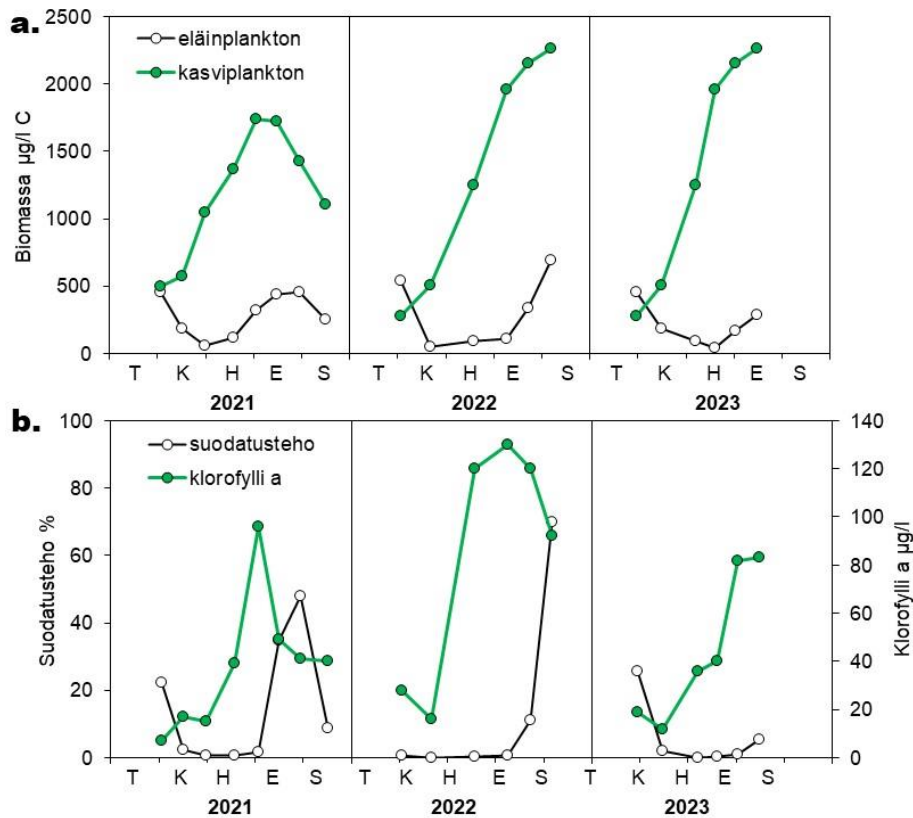 a.
2500
2000
1500
1000
500
0
Biomassa µg/l C
eläinplankton
kasviplankton
T K H E S T K H E S T K H E S
2021 2022 2023
b.
100
80
60
40
20
0
Suodatusteho %
suodatusteho
klorofylli a
140
120
100
80
60
40
20
0
Klorofylli a µg/l
T K H E S T K H E S T K H E S
2021 2022 2023